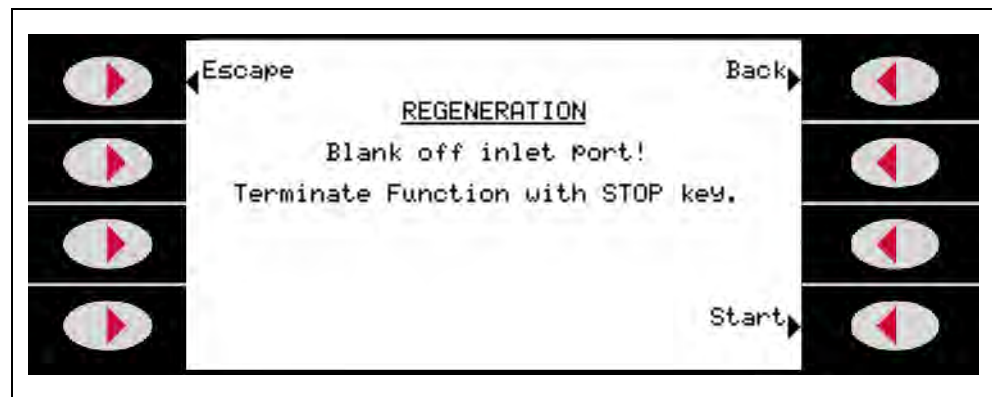 Escape Back
REGENERATION
Blank off inlet port!
Terminate Function with STOP key.
Start